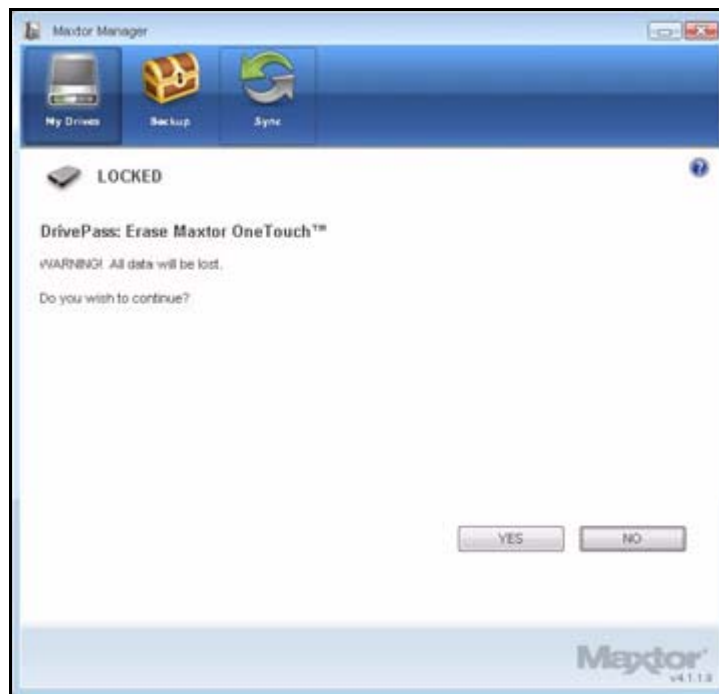 Maxtor Manager
My Drives
Backup
Sync
LOCKED
DrivePass: Erase Maxtor OneTouch™
WARNING! All data will be lost.
Do you wish to continue?
YES
NO
Maxtor